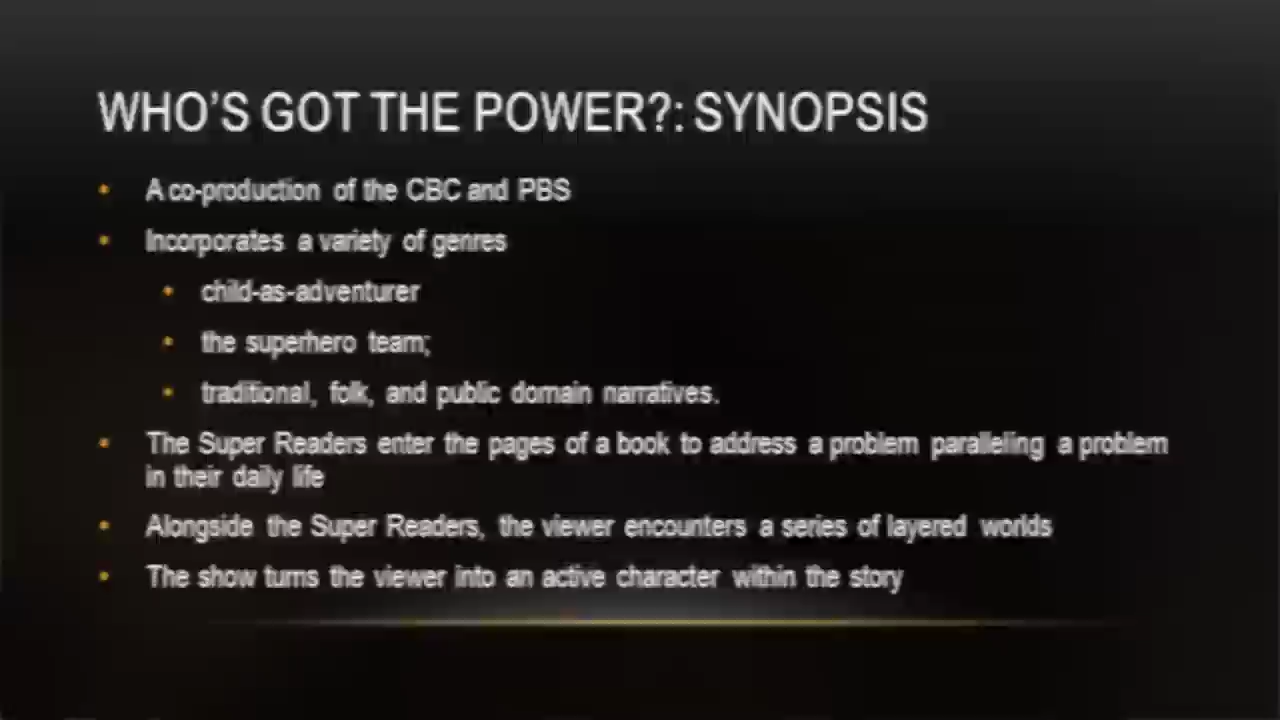 WHO'S GOT THE POWER?: SYNOPSIS
• A co-production of the CBC and PBS
• Incorporates a variety of genres
• child-as-adventurer
• the superhero team;
• traditional, folk, and public domain narratives.
• The Super Readers enter the pages of a book to address a problem paralleling a problem
in their daily life
• Alongside the Super Readers, the viewer encounters a series of layered worlds
• The show turns the viewer into an active character within the story